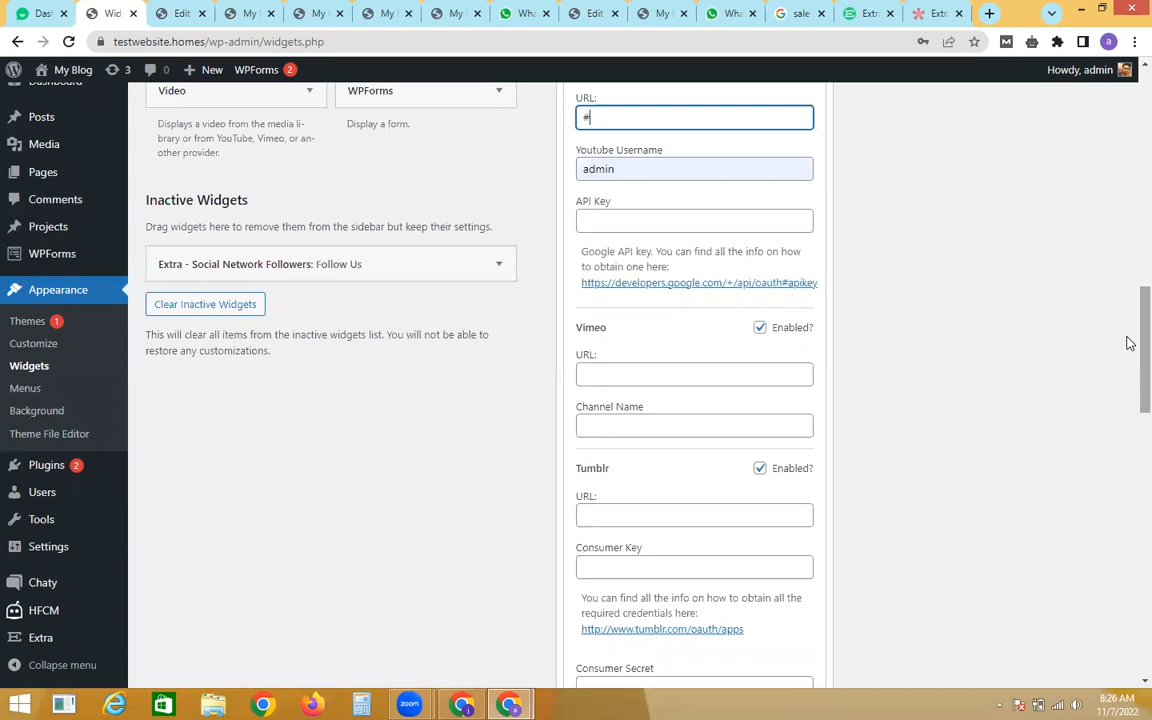 Dash
Wid
Edit
My I
My I
My I
My I
Wha
Edit
My I
Wha
sale
Extr
Extra
testwebsite.homes/wp-admin/widgets.php
My Blog
3
New
WPForms 2
Howdy, admin
Dashboard
Posts
Media
Pages
Comments
Projects
WPForms
Appearance
Themes 1
Customize
Widgets
Menus
Background
Theme File Editor
Plugins 2
Users
Tools
Settings
Chaty
HFCM
Extra
Collapse menu
Video
Displays a video from the media li-
brary or from YouTube, Vimeo, or an-
other provider.
WPForms
Display a form.
Inactive Widgets
Drag widgets here to remove them from the sidebar but keep their settings.
Extra - Social Network Followers: Follow Us
Clear Inactive Widgets
This will clear all items from the inactive widgets list. You will not be able to
restore any customizations.
URL:
#
Youtube Username
admin
API Key
Google API key. You can find all the info on how
to obtain one here:
https://developers.google.com/+/api/oauth#apikey
Vimeo
Enabled?
URL:
Channel Name
Tumblr
Enabled?
URL:
Consumer Key
You can find all the info on how to obtain all the
required credentials here:
http://www.tumblr.com/oauth/apps
Consumer Secret
zoom
8:26 AM
11/7/2022